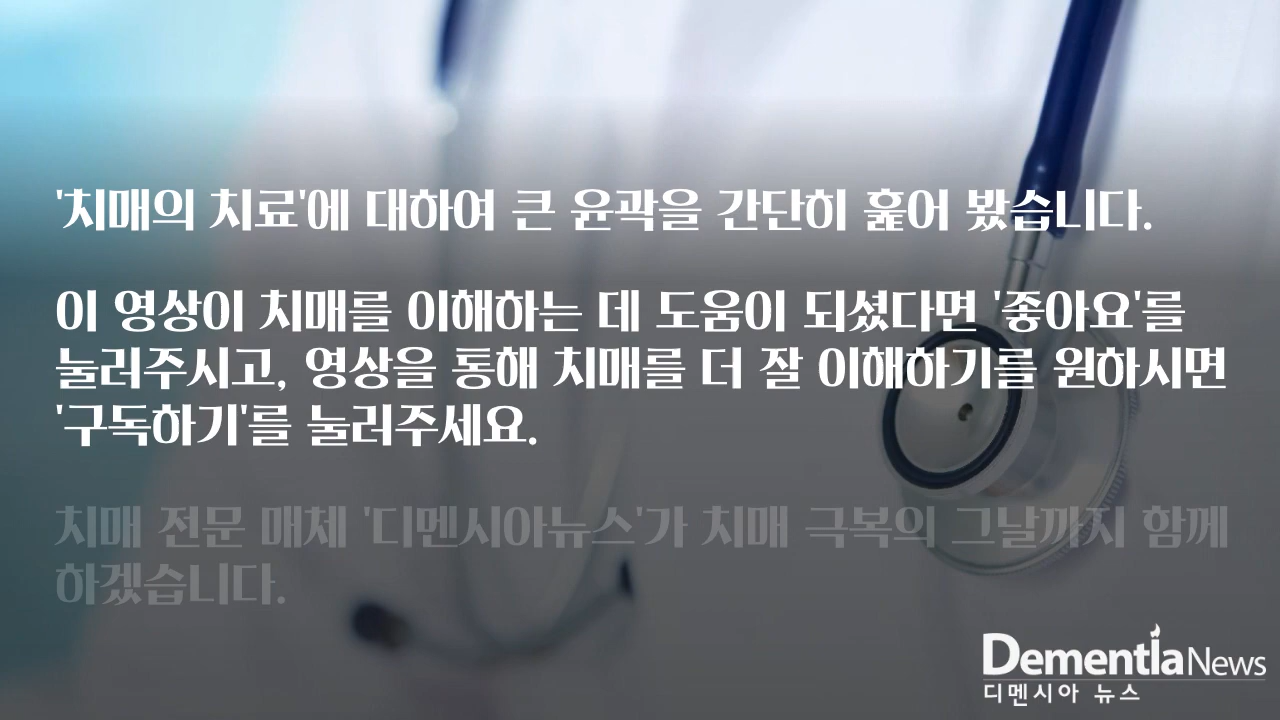 '치매의 치료'에 대하여 큰 윤곽을 간단히 훑어 봤습니다.
이 영상이 치매를 이해하는 데 도움이 되셨다면 '좋아요'를
눌러주시고, 영상을 통해 치매를 더 잘 이해하기를 원하시면
'구독하기'를 눌러주세요.
치매 전문 매체 '디멘시아뉴스'가 치매 극복의 그날까지 함께
하겠습니다.
Dementia News
디멘시아 뉴스